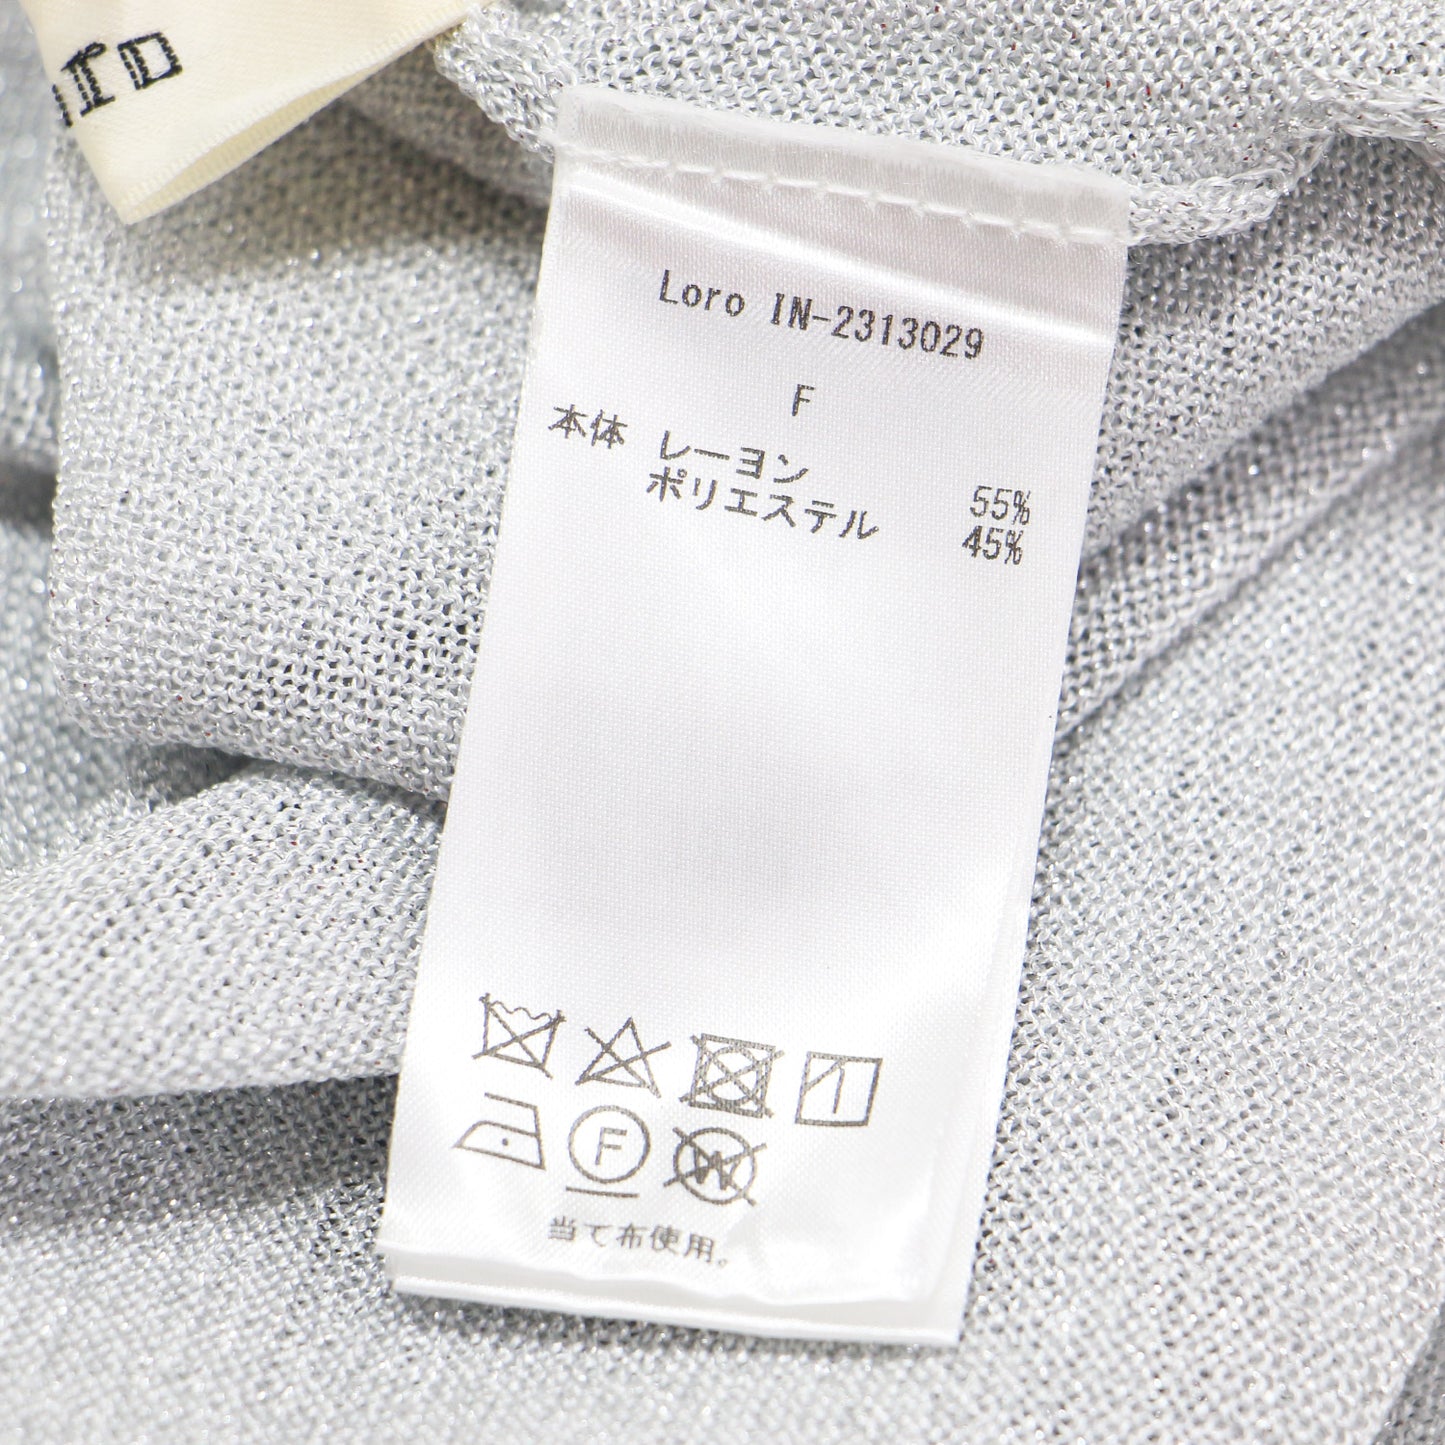 Loro IN-2313029
F
本体 レーヨン 55%
ポリエステル 45%
F
W
当て布使用。